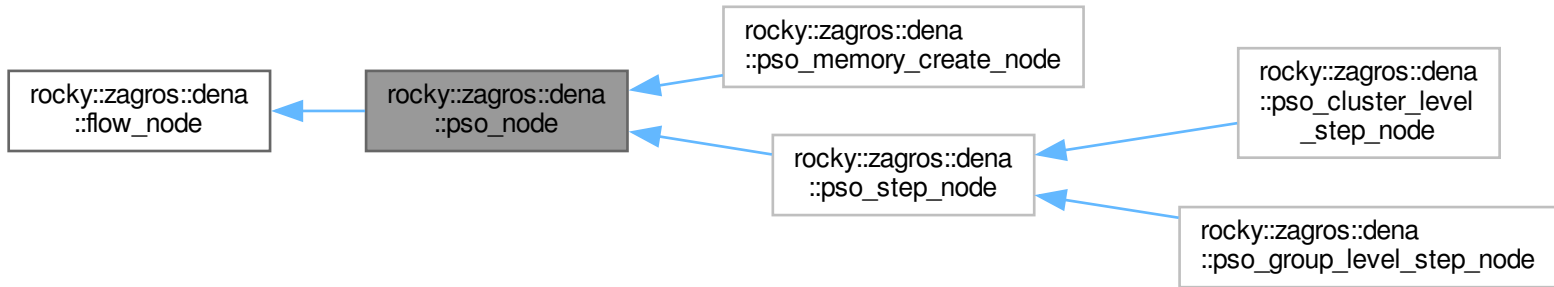 rocky::zagros::dena
::flow_node
rocky::zagros::dena
::pso_node
rocky::zagros::dena
::pso_memory_create_node
rocky::zagros::dena
::pso_step_node
rocky::zagros::dena
::pso_cluster_level
_step_node
rocky::zagros::dena
::pso_group_level_step_node